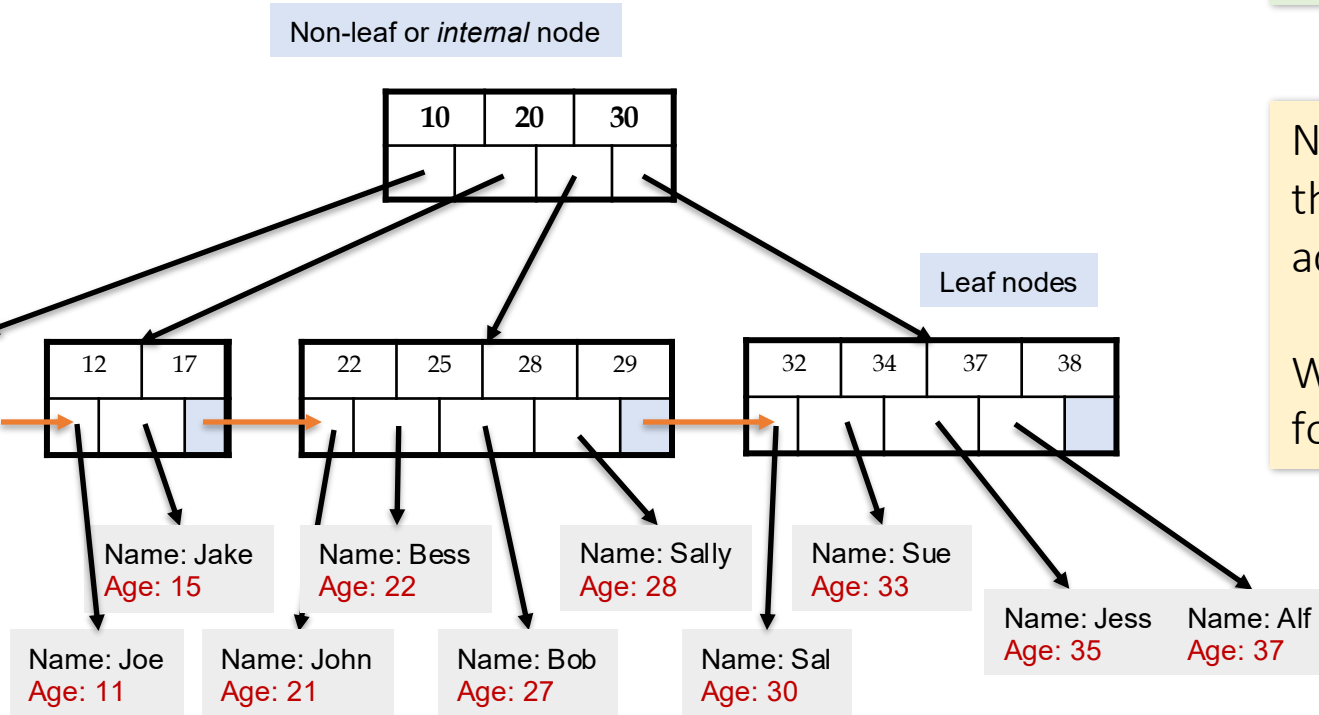 Non-leaf or internal node
10 20 30
Leaf nodes
12 17
22 25 28 29
32 34 37 38
Name: Jake
Age: 15
Name: Bess
Age: 22
Name: Sally
Age: 28
Name: Sue
Age: 33
Name: Jess
Age: 35
Name: Alf
Age: 37
Name: Joe
Age: 11
Name: John
Age: 21
Name: Bob
Age: 27
Name: Sal
Age: 30